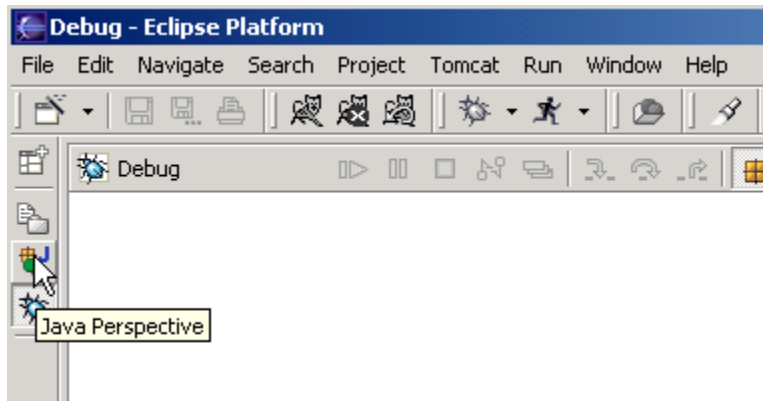 Debug - Eclipse Platform
File Edit Navigate Search Project Tomcat Run Window Help
Debug
Java Perspective